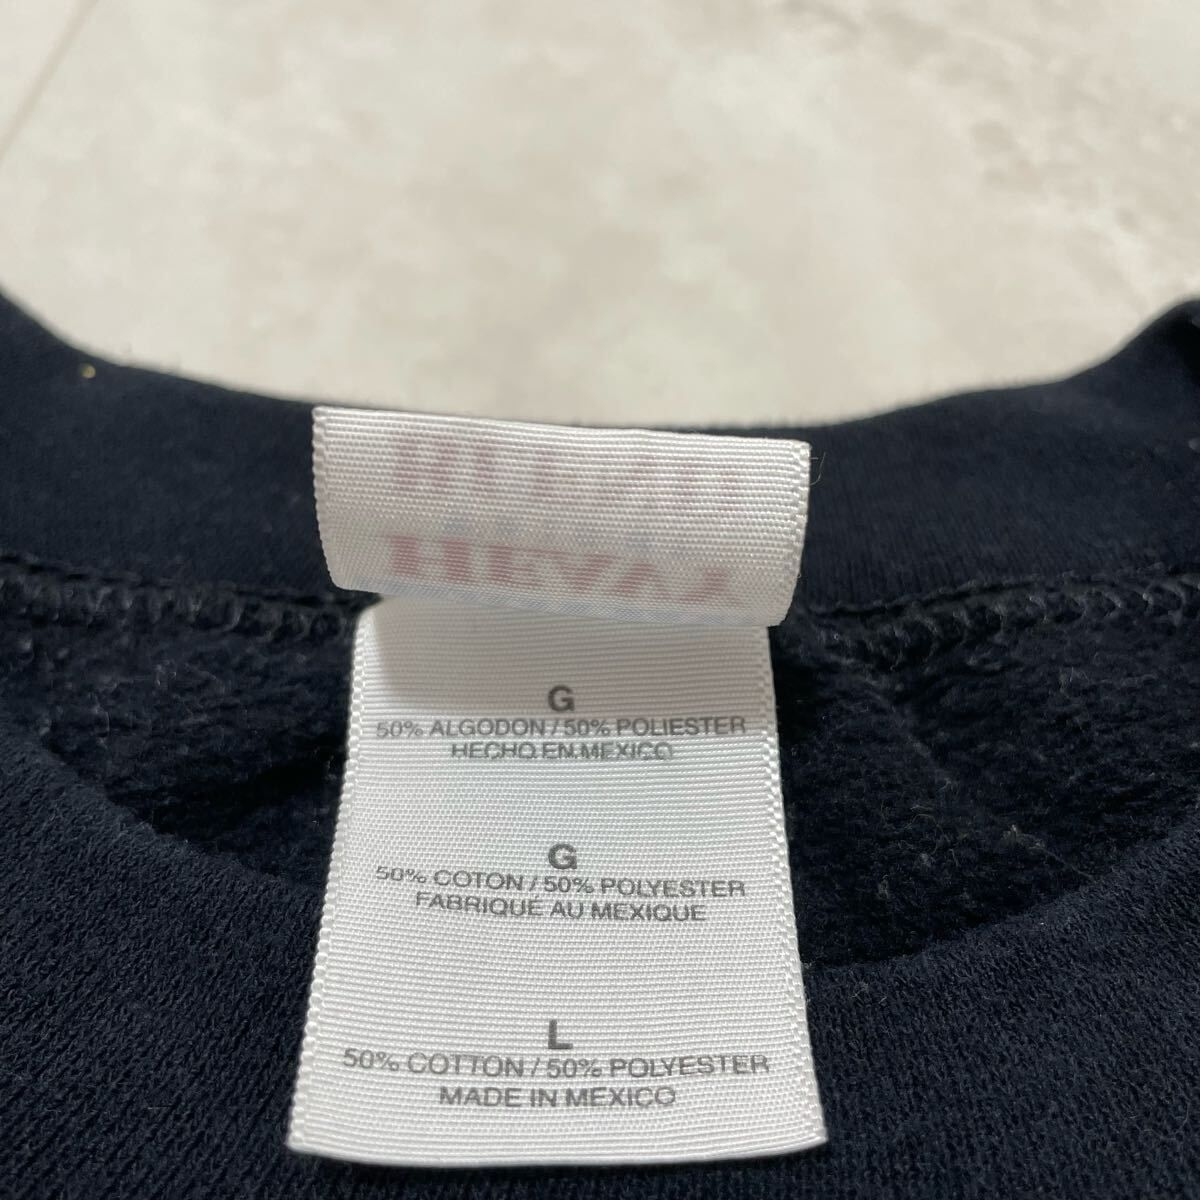 G
50% ALGODON / 50% POLIESTER
HECHO EN MEXICO
G
50% COTON / 50% POLYESTER
FABRIQUE AU MEXIQUE
L
50% COTTON / 50% POLYESTER
MADE IN MEXICO